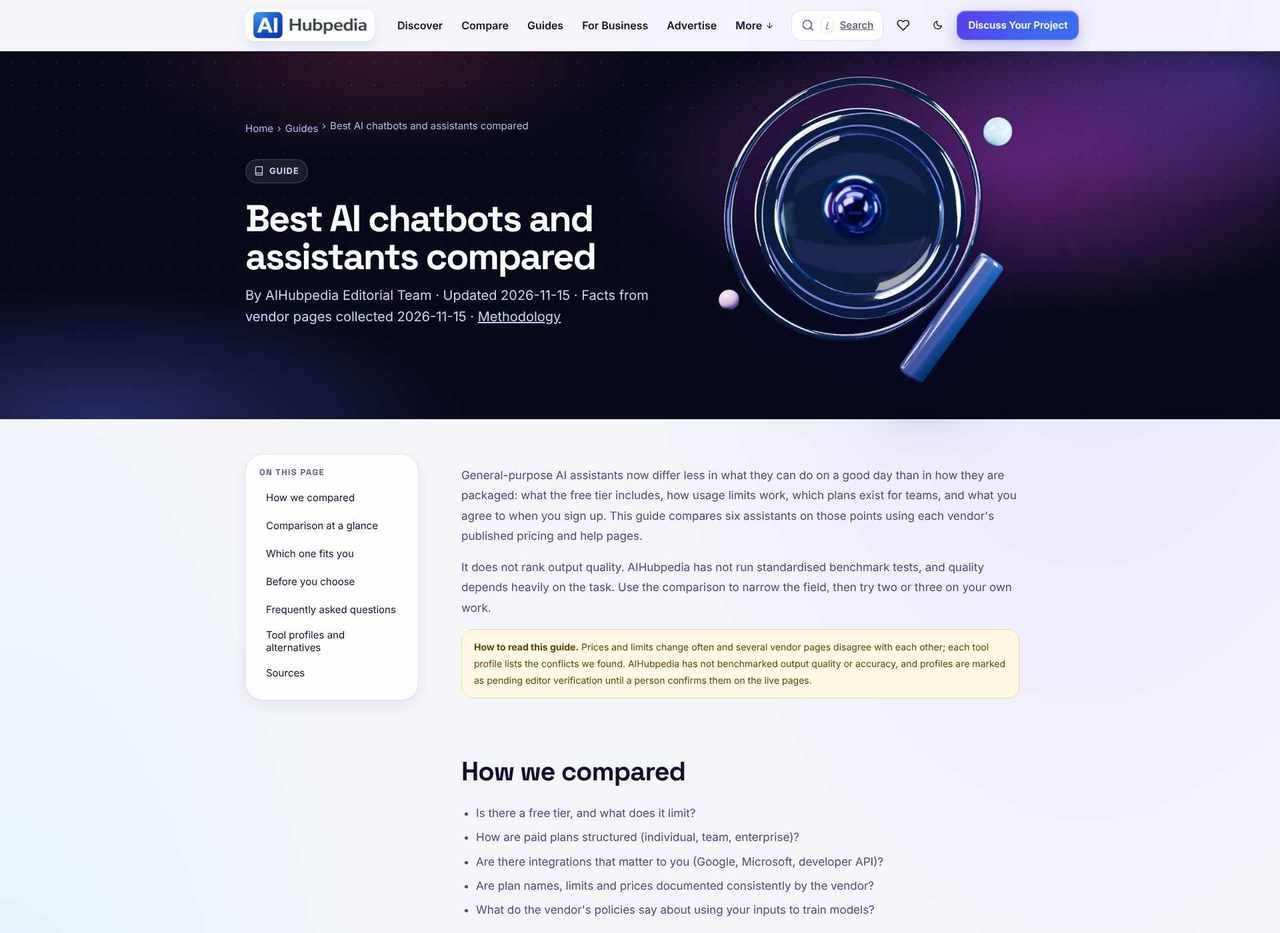 AI Hubpedia
Discover
Compare
Guides
For Business
Advertise
More ↓
/
Search
Discuss Your Project
Home › Guides › Best AI chatbots and assistants compared
GUIDE
Best AI chatbots and
assistants compared
By AIHubpedia Editorial Team · Updated 2026-11-15 · Facts from
vendor pages collected 2026-11-15 · Methodology
ON THIS PAGE
How we compared
Comparison at a glance
Which one fits you
Before you choose
Frequently asked questions
Tool profiles and
alternatives
Sources
General-purpose AI assistants now differ less in what they can do on a good day than in how they are
packaged: what the free tier includes, how usage limits work, which plans exist for teams, and what you
agree to when you sign up. This guide compares six assistants on those points using each vendor's
published pricing and help pages.
It does not rank output quality. AIHubpedia has not run standardised benchmark tests, and quality
depends heavily on the task. Use the comparison to narrow the field, then try two or three on your own
work.
How to read this guide. Prices and limits change often and several vendor pages disagree with each other; each tool
profile lists the conflicts we found. AIHubpedia has not benchmarked output quality or accuracy, and profiles are marked
as pending editor verification until a person confirms them on the live pages.
How we compared
• Is there a free tier, and what does it limit?
• How are paid plans structured (individual, team, enterprise)?
• Are there integrations that matter to you (Google, Microsoft, developer API)?
• Are plan names, limits and prices documented consistently by the vendor?
• What do the vendor's policies say about using your inputs to train models?